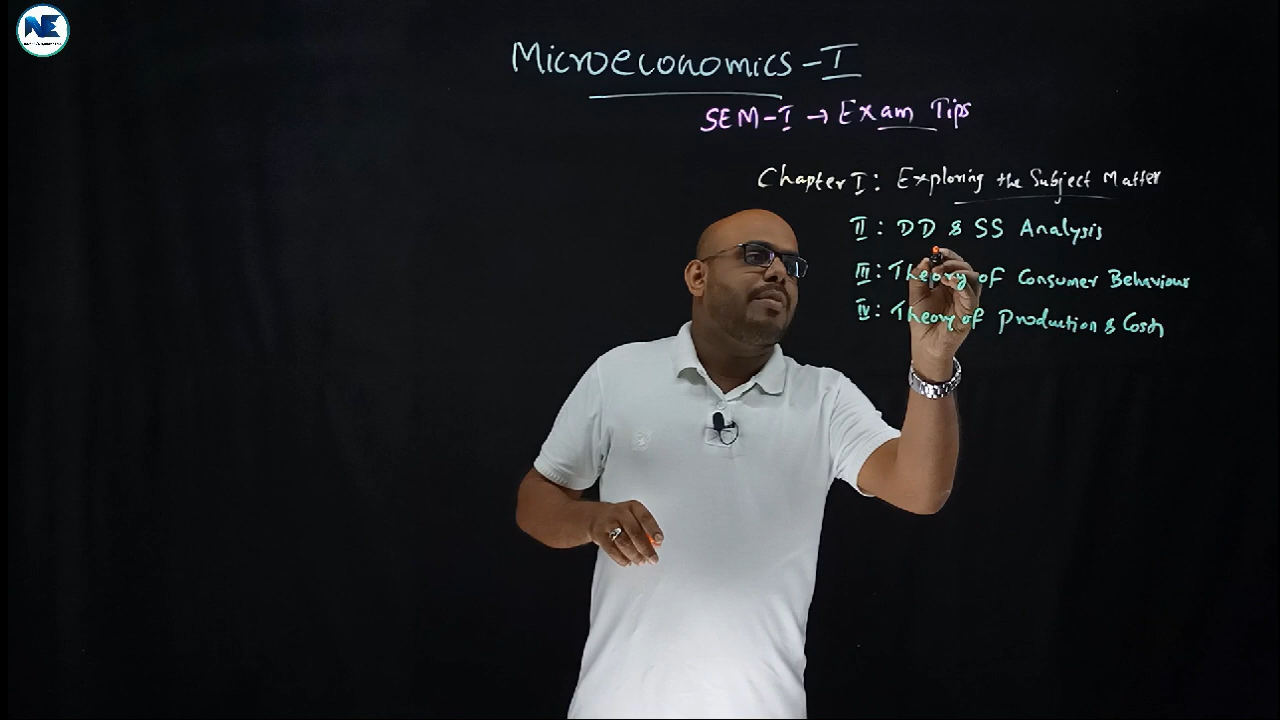 NE
Microeconomics - I
SEM-I → Exam Tips
Chapter I: Exploring the Subject Matter
II: DD & SS Analysis
III: Theory of Consumer Behaviour
IV: Theory of Production & Costs